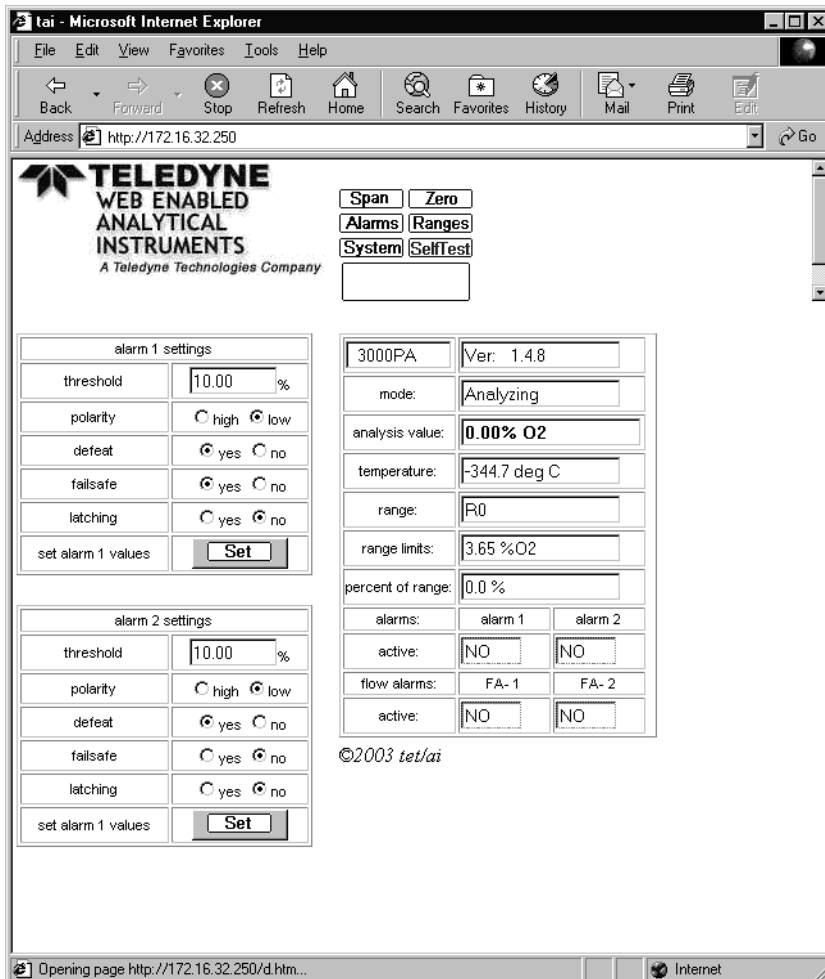 tai - Microsoft Internet Explorer
File Edit View Favorites Tools Help
Back Forward Stop Refresh Home Search Favorites History Mail Print Edit
Address http://172.16.32.250 Go
TELEDYNE
WEB ENABLED
ANALYTICAL
INSTRUMENTS
A Teledyne Technologies Company
Span Zero
Alarms Ranges
System SelfTest
alarm 1 settings
threshold 10.00 %
polarity high low
defeat yes no
failsafe yes no
latching yes no
set alarm 1 values Set
alarm 2 settings
threshold 10.00 %
polarity high low
defeat yes no
failsafe yes no
latching yes no
set alarm 1 values Set
3000PA Ver: 1.4.8
mode: Analyzing
analysis value: 0.00% O2
temperature: -344.7 deg C
range: R0
range limits: 3.65 %O2
percent of range: 0.0 %
alarms: alarm 1 alarm 2
active: NO NO
flow alarms: FA- 1 FA- 2
active: NO NO
©2003 tet/ai
Opening page http://172.16.32.250/d.htm... Internet